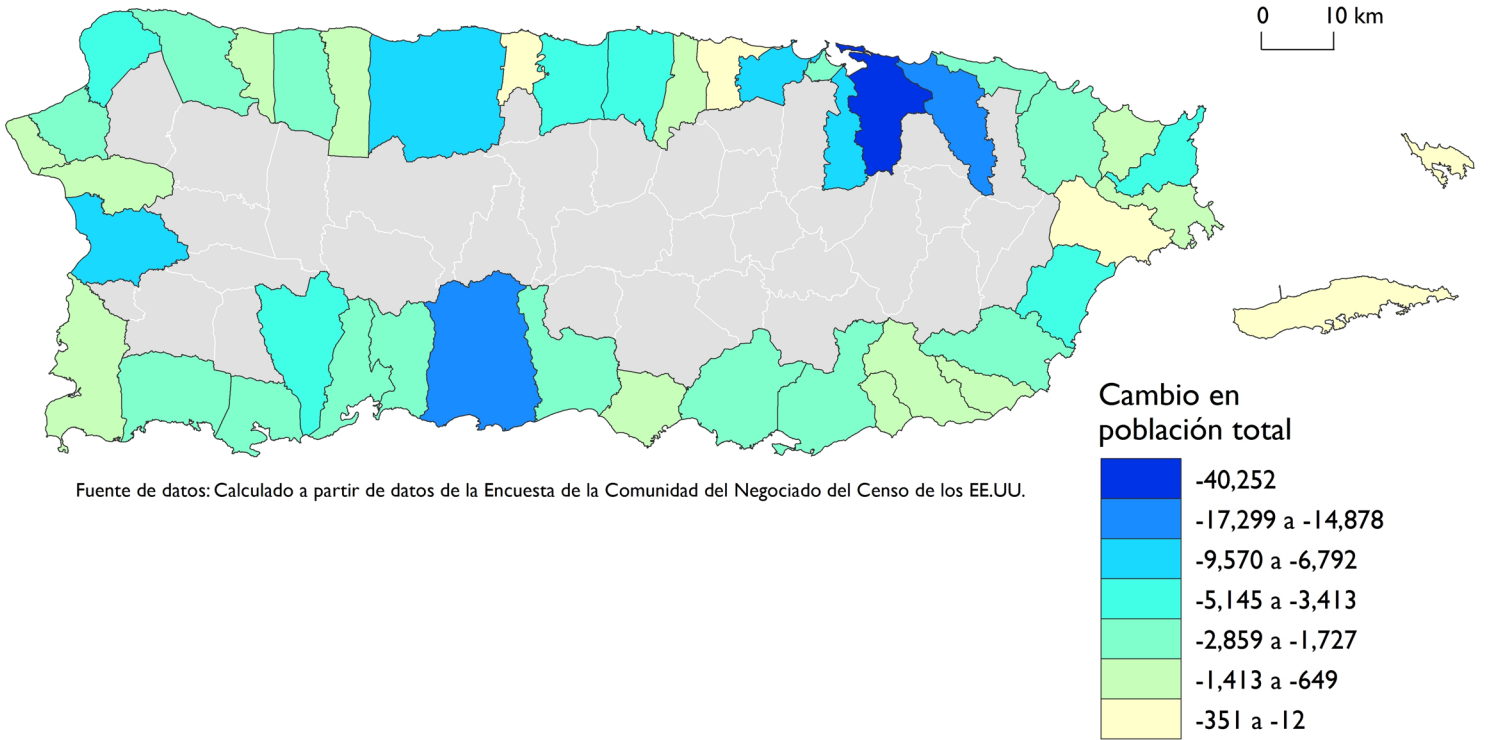 0 10 km
Fuente de datos: Calculado a partir de datos de la Encuesta de la Comunidad del Negociado del Censo de los EE.UU.
Cambio en
población total
-40,252
-17,299 a -14,878
-9,570 a -6,792
-5,145 a -3,413
-2,859 a -1,727
-1,413 a -649
-351 a -12